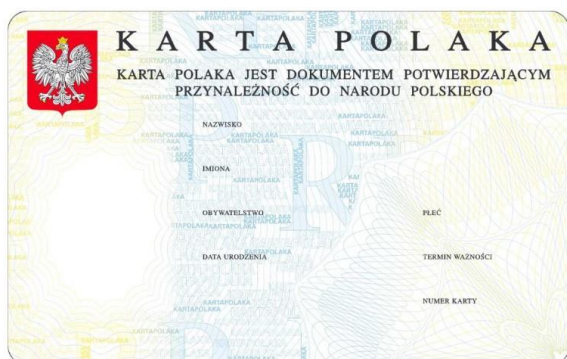 KARTA POLAKA
KARTA POLAKA JEST DOKUMENTEM POTWIERDZAJĄCYM
PRZYNALEŻNOŚĆ DO NARODU POLSKIEGO
NAZWISKO
IMIONA
OBYWATELSTWO
PŁEĆ
DATA URODZENIA
TERMIN WAŻNOŚCI
NUMER KARTY